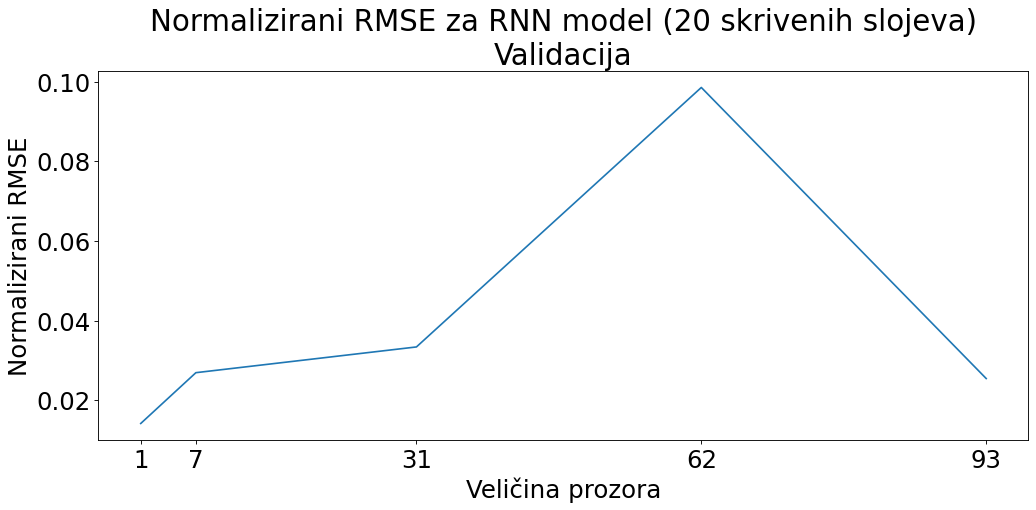 Normalizirani RMSE za RNN model (20 skrivenih slojeva)
Validacija
Normalizirani RMSE
0.10
0.08
0.06
0.04
0.02
1 7 31 62 93
Veličina prozora